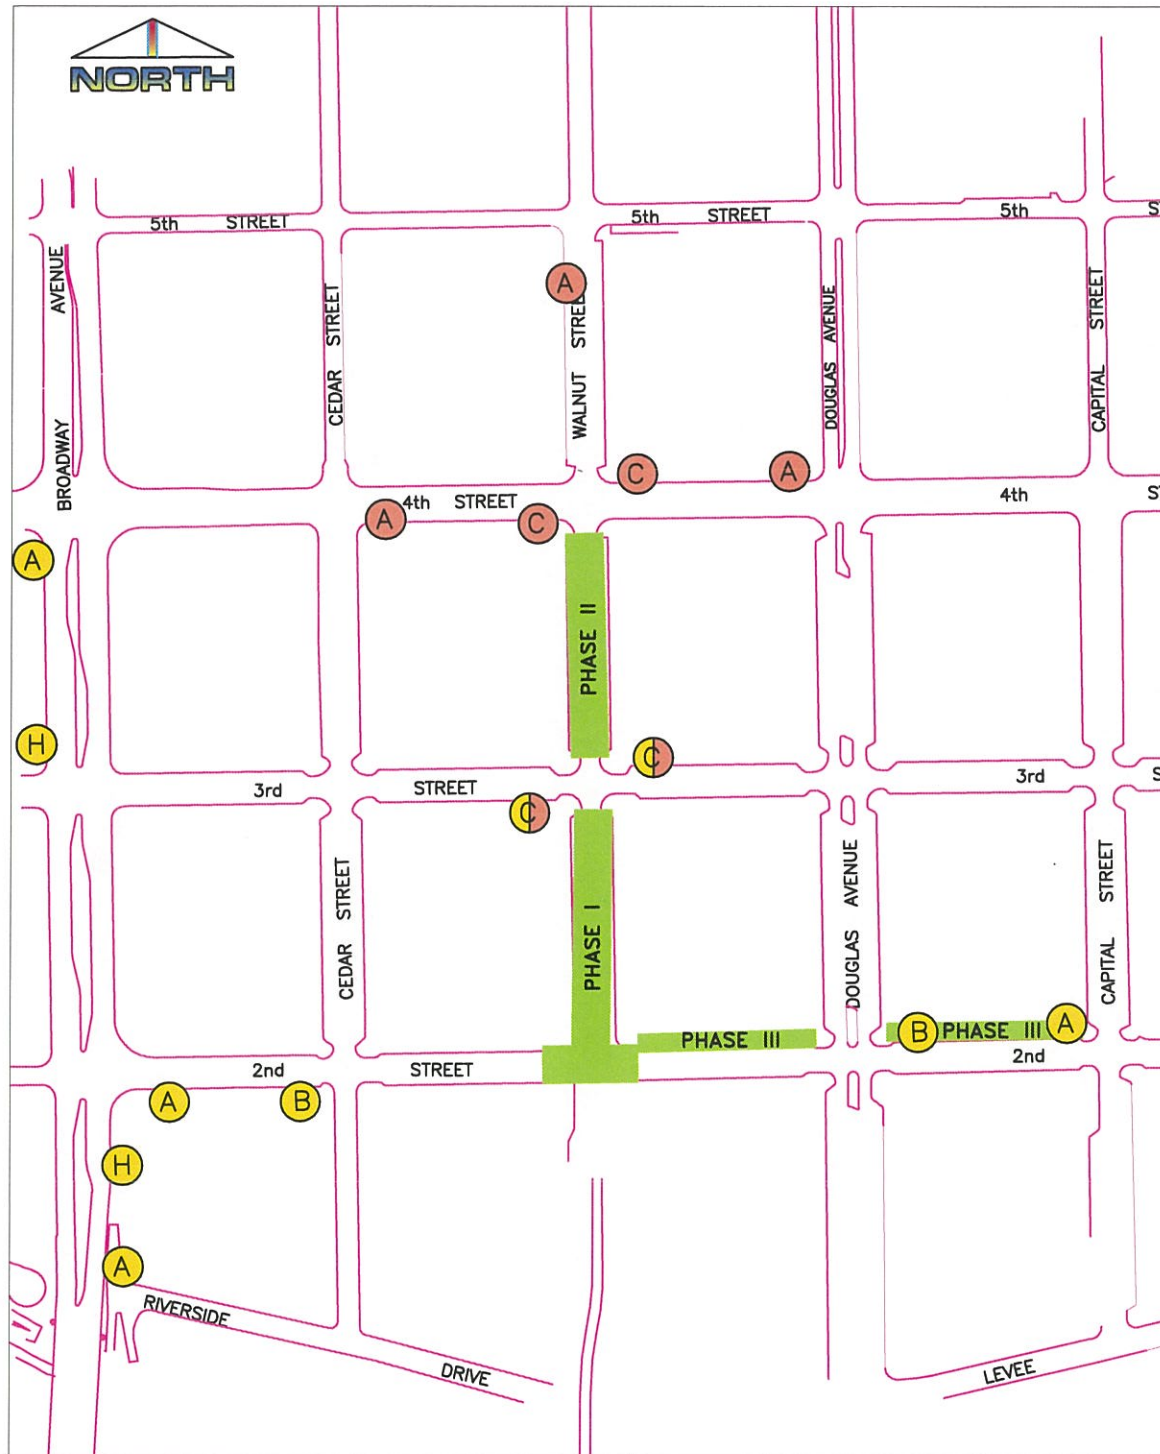 NORTH
5th STREET
5th STREET
5th
AVENUE
BROADWAY
CEDAR STREET
A
WALNUT
DOUGLAS AVENUE
CAPITAL STREET
C
A
A
4th STREET
C
4th
A
PHASE II
H
C
3rd
STREET
3rd
C
CEDAR STREET
PHASE I
DOUGLAS AVENUE
CAPITAL STREET
PHASE III
B
PHASE III
A
2nd
STREET
2nd
A
B
H
A
RIVERSIDE
DRIVE
LEVEE